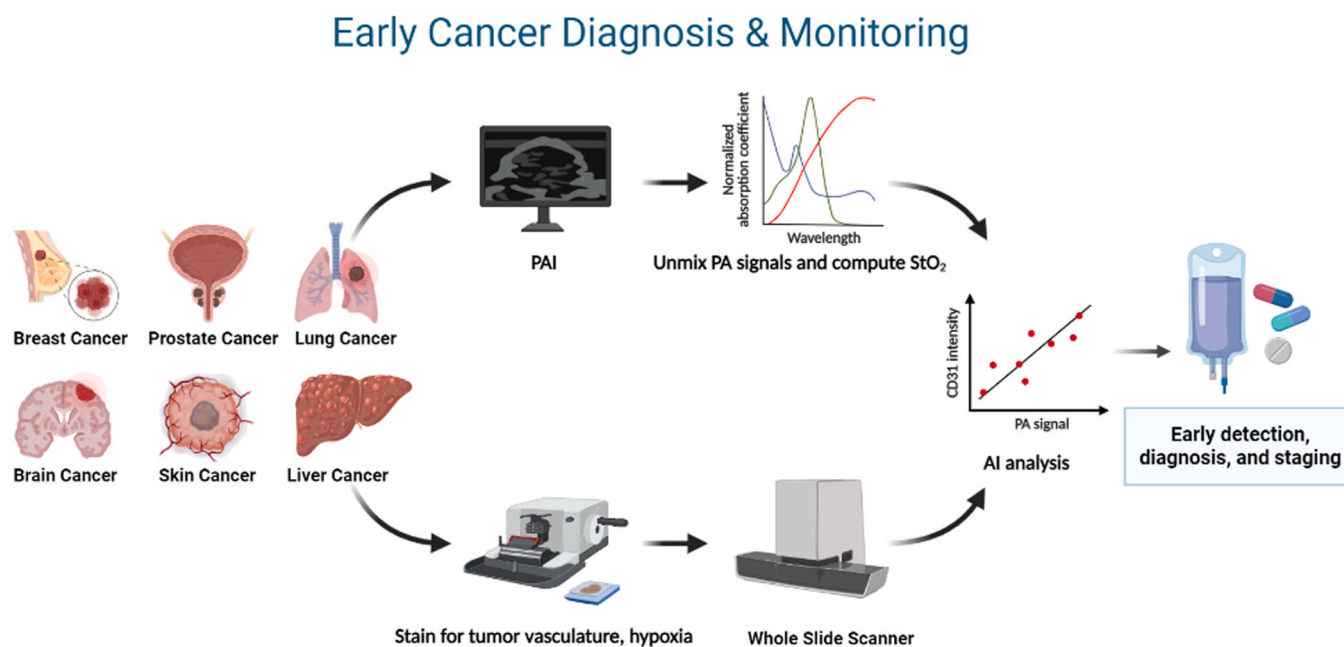 Early Cancer Diagnosis & Monitoring
Normalized
absorption coefficient
Wavelength
PAI
Unmix PA signals and compute StO₂
Breast Cancer
Prostate Cancer
Lung Cancer
Brain Cancer
Skin Cancer
Liver Cancer
CD31 intensity
PA signal
AI analysis
Early detection,
diagnosis, and staging
Stain for tumor vasculature, hypoxia
Whole Slide Scanner